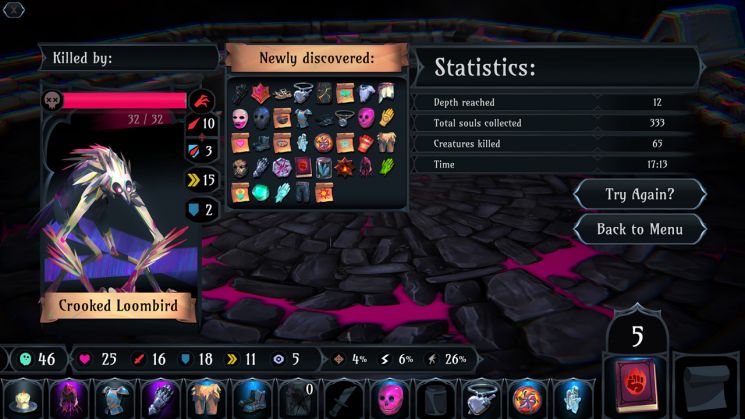 X
Killed by:
Newly discovered:
Statistics:
32 / 32
10
3
15
2
Depth reached 12
Total souls collected 333
Creatures killed 65
Time 17:13
Try Again?
Back to Menu
Crooked Loombird
46 25 16 18 11 5 4% 6% 26%
0
5